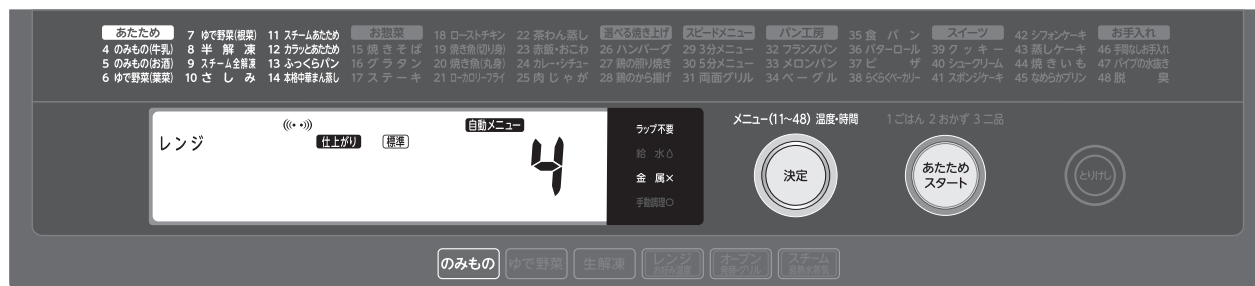 あたため 7 ゆで野菜(根菜) 11 スチームあたため お惣菜 18 ローストチキン 22 茶わん蒸し 選べる焼き上げ スピードメニュー パン工房 35 食パン スイーツ 42 シフォンケーキ お手入れ
4 のみもの(牛乳) 8 半解凍 12 カラッとあたため 15 焼きそば 19 焼き魚(切り身) 23 赤飯・おこわ 26 ハンバーグ 29 3分メニュー 32 フランスパン 36 バターロール 39 クッキー 43 蒸しケーキ 46 手間なしお手入れ
5 のみもの(お酒) 9 スチーム全解凍 13 ふっくらパン 16 グラタン 20 焼き魚(丸身) 24 カレー・シチュー 27 鶏の照り焼き 30 5分メニュー 33 メロンパン 37 ピザ 40 シュークリーム 44 焼きいも 47 パイプの水抜き
6 ゆで野菜(葉菜) 10 さしみ 14 本格中華まん蒸し 17 ステーキ 21 ローカロリーフライ 25 肉じゃが 28 鶏のから揚げ 31 両面グリル 34 ベーグル 38 らくらくベーカリー 41 スポンジケーキ 45 なめらかプリン 48 脱臭
レンジ 仕上がり 標準 自動メニュー 4
ラップ不要
給水
金属×
手動調理○
メニュー(11~48) 温度・時間 1ごはん 2おかず 3二品
決定
あたため
スタート
とりけし
のみもの ゆで野菜 生解凍 レンジ オーブン スチーム
お好み温度 発酵・グリル 過熱水蒸気